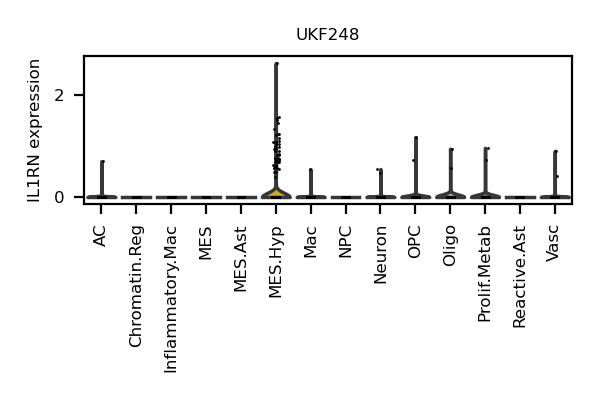 UKF248
IL1RN expression
2
0
AC
Chromatin.Reg
Inflammatory.Mac
MES
MES.Ast
MES.Hyp
Mac
NPC
Neuron
OPC
Oligo
Prolif.Metab
Reactive.Ast
Vasc